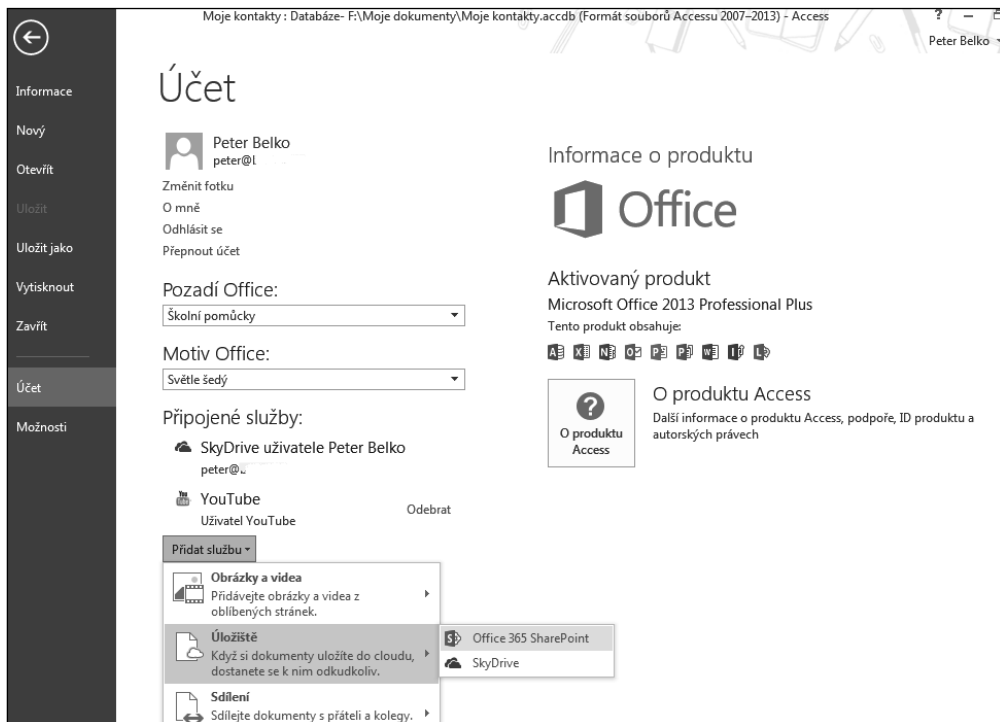 Moje kontakty : Databáze- F:\Moje dokumenty\Moje kontakty.accdb (Formát souborů Accessu 2007–2013) - Access
?
Peter Belko
Informace
Nový
Otevřít
Uložit
Uložit jako
Vytisknout
Zavřít
Účet
Možnosti
Účet
Peter Belko
peter@
Změnit fotku
O mně
Odhlásit se
Přepnout účet
Pozadí Office:
Školní pomůcky
Motiv Office:
Světle šedý
Připojené služby:
SkyDrive uživatele Peter Belko
peter@
YouTube
Uživatel YouTube
Odebrat
Přidat službu
Obrázky a videa
Přidávejte obrázky a videa z
oblíbených stránek.
Úložiště
Když si dokumenty uložíte do cloudu,
dostanete se k nim odkudkoliv.
Sdílení
Sdílejte dokumenty s přáteli a kolegy.
Office 365 SharePoint
SkyDrive
Informace o produktu
Office
Aktivovaný produkt
Microsoft Office 2013 Professional Plus
Tento produkt obsahuje:
O produktu
Access
O produktu Access
Další informace o produktu Access, podpoře, ID produktu a
autorských právech